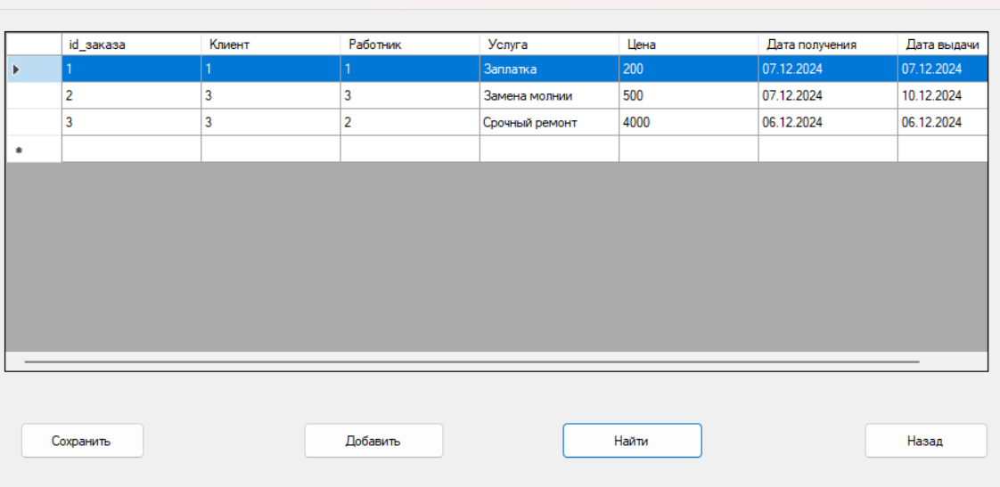 id_заказа Клиент Работник Услуга Цена Дата получения Дата выдачи
1 1 1 Заплатка 200 07.12.2024 07.12.2024
2 3 3 Замена молнии 500 07.12.2024 10.12.2024
3 3 2 Срочный ремонт 4000 06.12.2024 06.12.2024
Сохранить Добавить Найти Назад